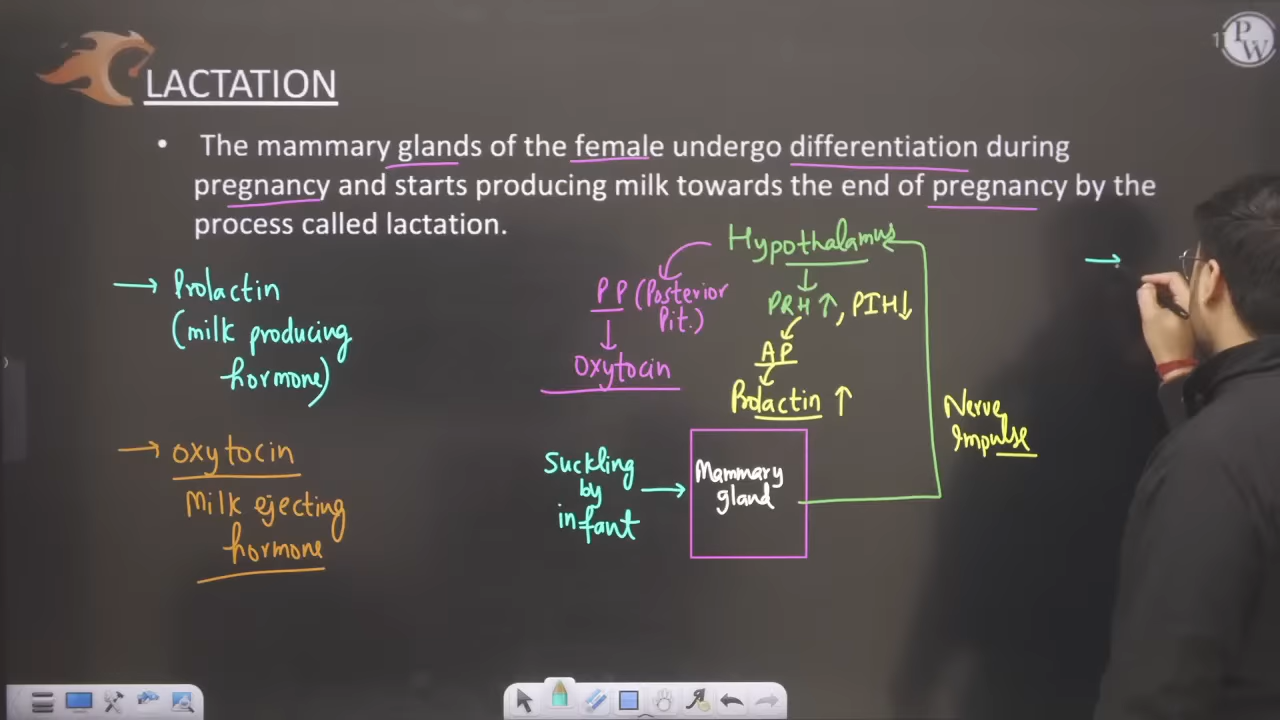 LACTATION
• The mammary glands of the female undergo differentiation during
pregnancy and starts producing milk towards the end of pregnancy by the
process called lactation.
→ Prolactin
(milk producing
hormone)
→ Oxytocin
Milk ejecting
hormone
Hypothalamus
PP (Posterior
Pit.)
Oxytocin
PRH ↑, PIH ↓
AP
Prolactin ↑
Suckling
by
infant
→
Mammary
gland
Nerve
Impulse
→
PW